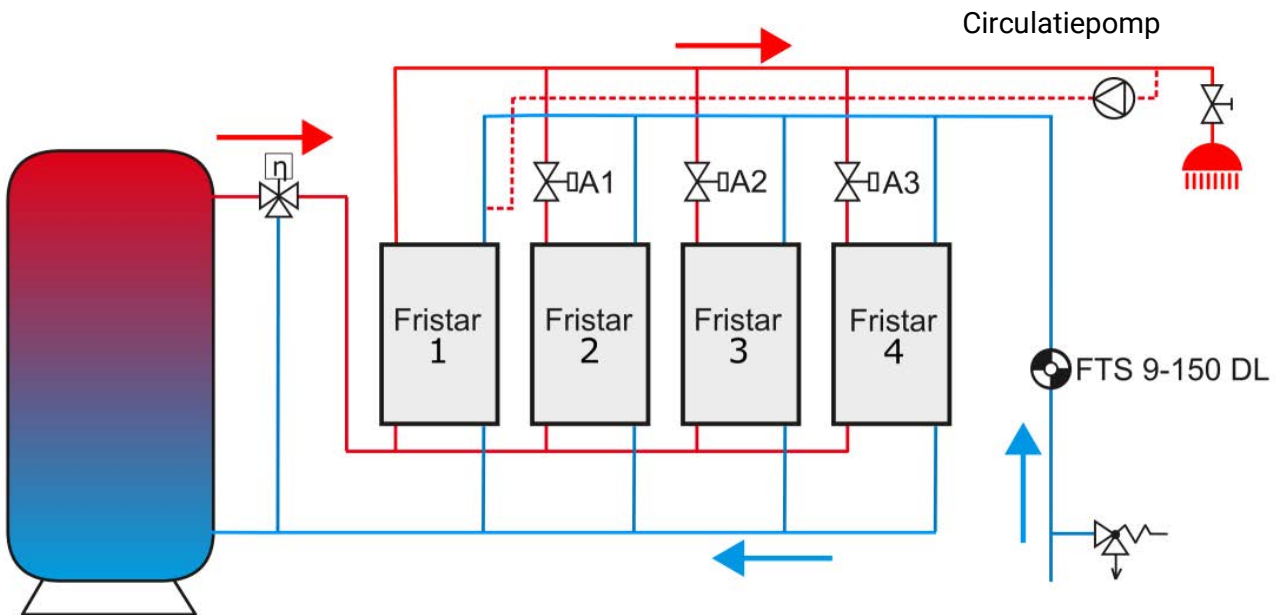 Circulatiepomp
η
A1
A2
A3
Fristar
1
Fristar
2
Fristar
3
Fristar
4
FTS 9-150 DL